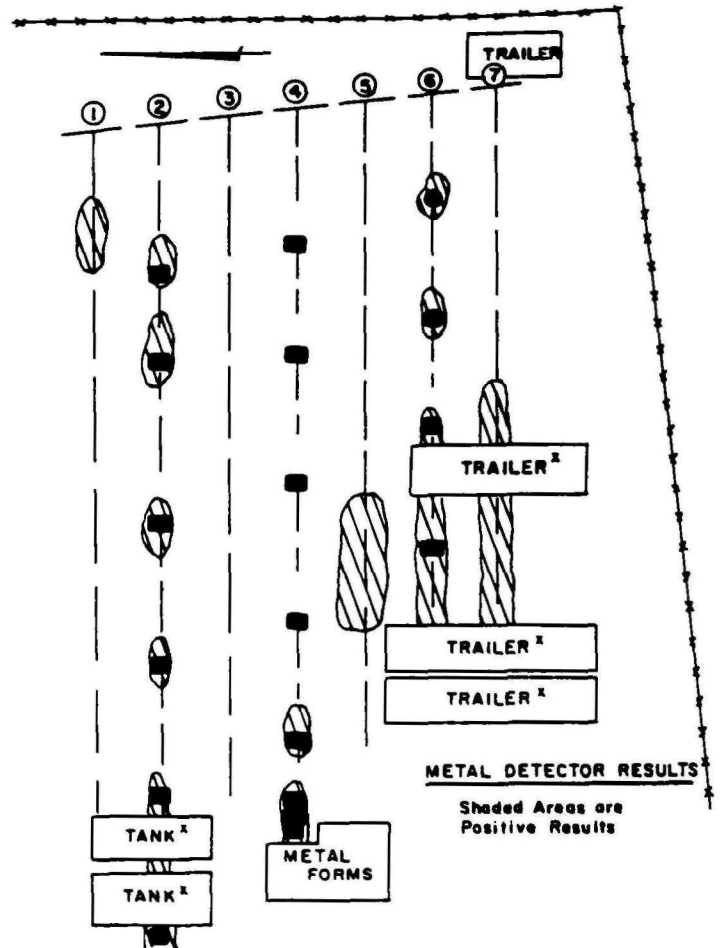 TRAILER
1 2 3 4 5 6 7
TRAILER x
TRAILER x
TRAILER x
METAL DETECTOR RESULTS
Shaded Areas are
Positive Results
TANK x
METAL
FORMS
TANK x